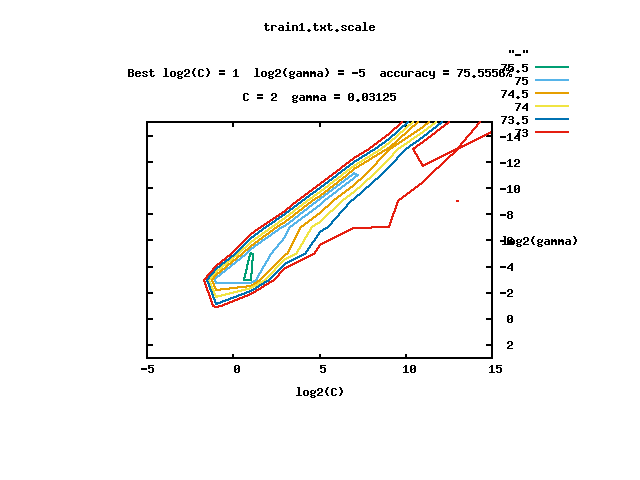 train1.txt.scale
"-"
Best log2(C) = 1  log2(gamma) = -5  accuracy = 75.5556%
75.5
75
C = 2  gamma = 0.03125
74.5
74
73.5
73
-14
-12
-10
-8
-6
log2(gamma)
-4
-2
0
2
-5 0 5 10 15
log2(C)